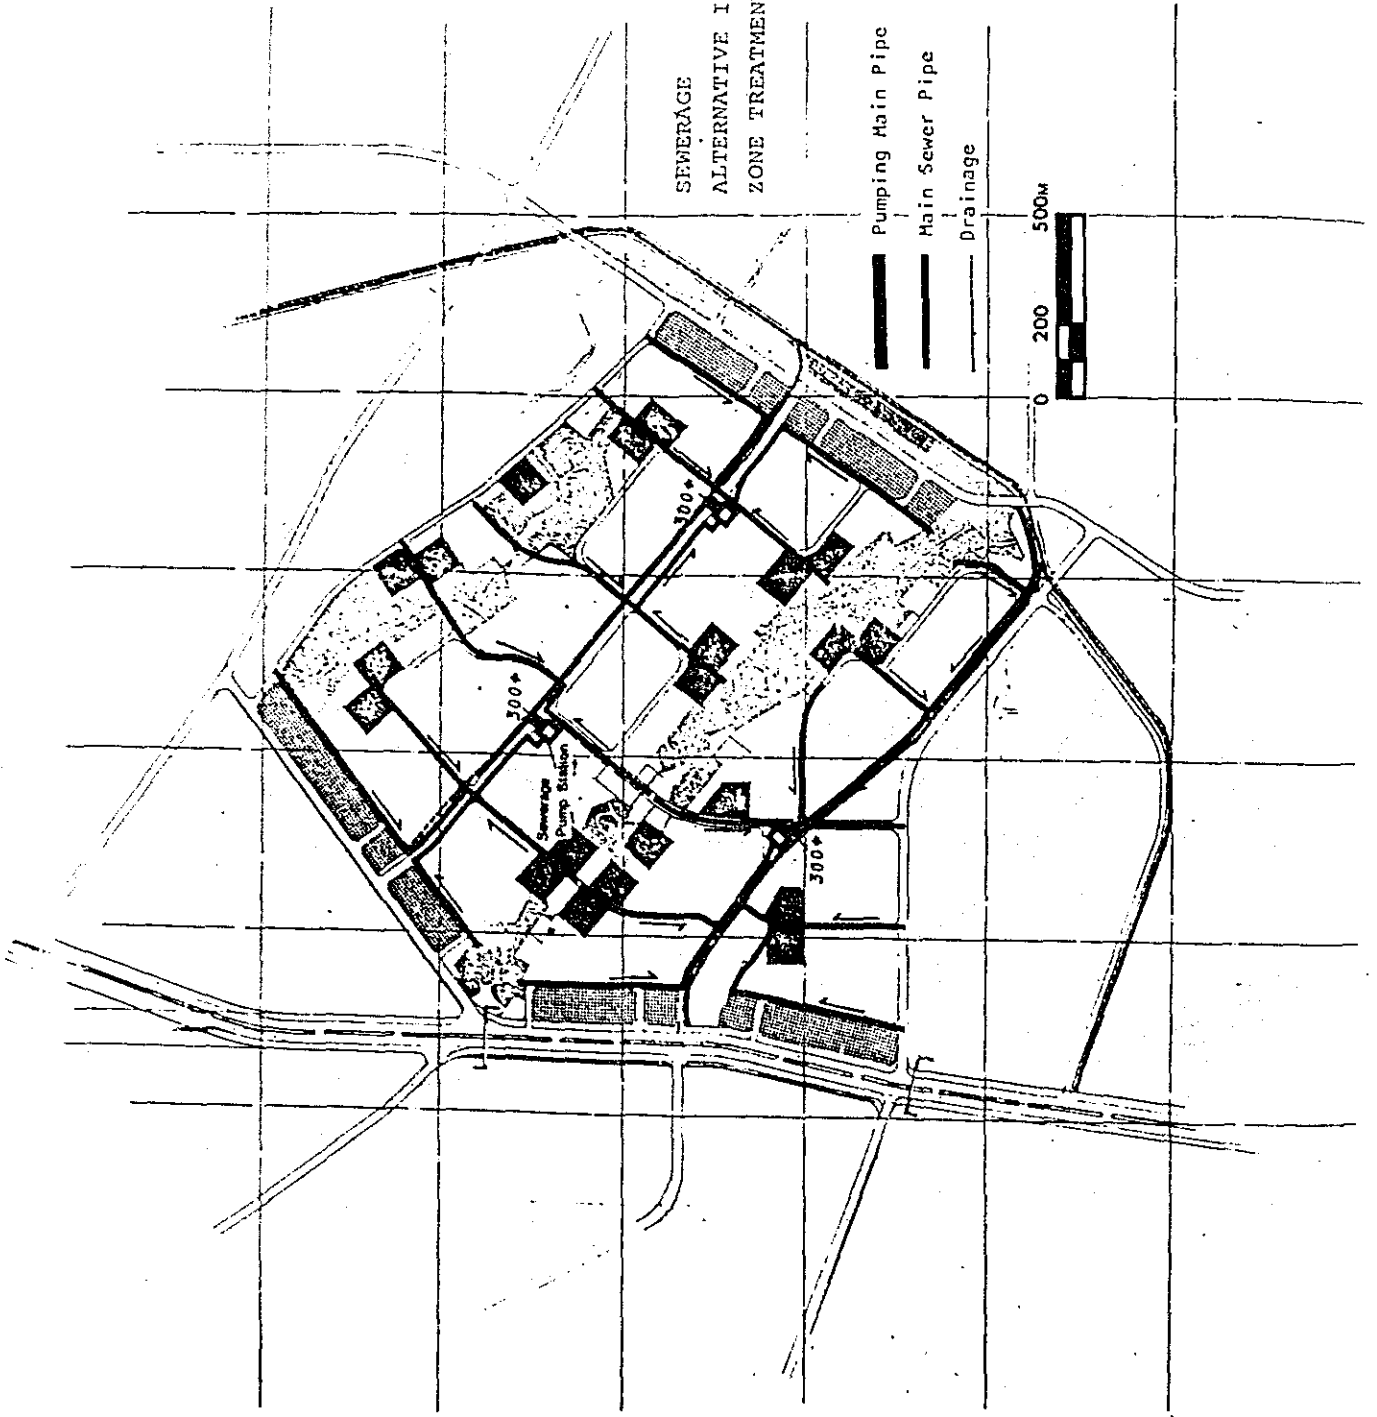 SEWERAGE
ALTERNATIVE I
ZONE TREATMEN
Pumping Main Pipe
Main Sewer Pipe
Drainage
0 200 500M
300+
300+
Sewerage
Pump Station
300+